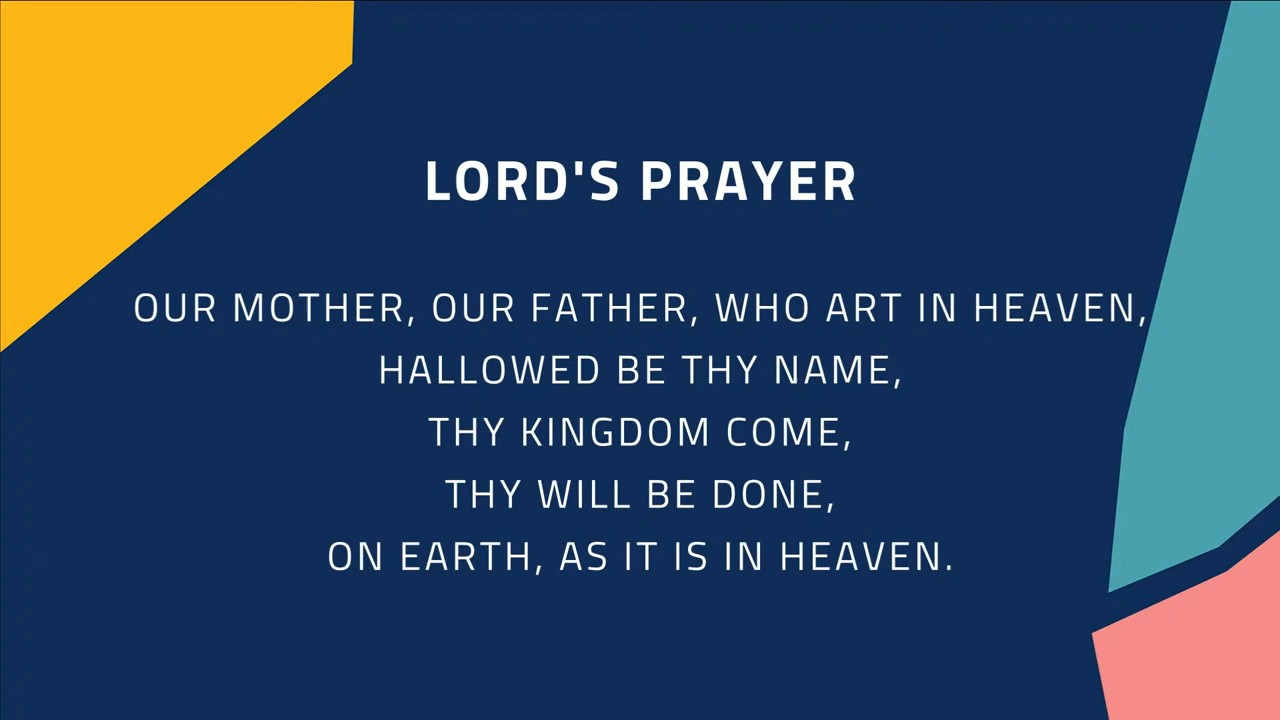 LORD'S PRAYER
OUR MOTHER, OUR FATHER, WHO ART IN HEAVEN,
HALLOWED BE THY NAME,
THY KINGDOM COME,
THY WILL BE DONE,
ON EARTH, AS IT IS IN HEAVEN.